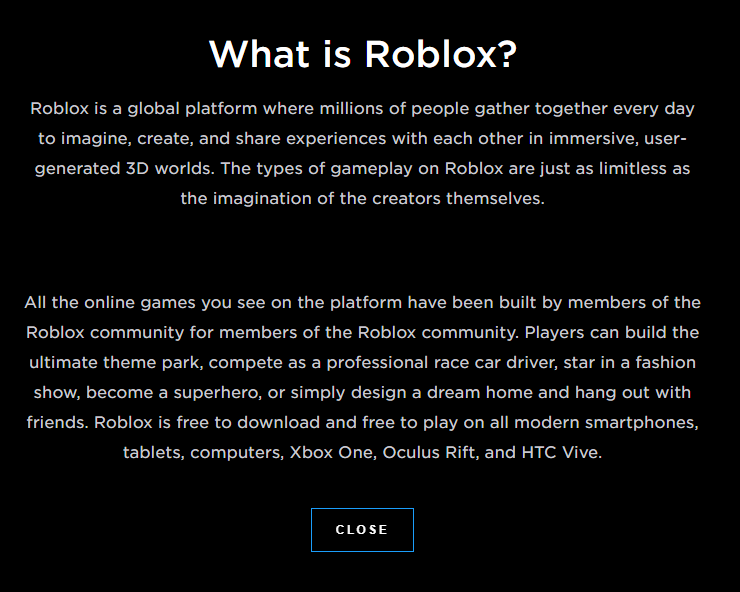 What is Roblox?
Roblox is a global platform where millions of people gather together every day
to imagine, create, and share experiences with each other in immersive, user-
generated 3D worlds. The types of gameplay on Roblox are just as limitless as
the imagination of the creators themselves.
All the online games you see on the platform have been built by members of the
Roblox community for members of the Roblox community. Players can build the
ultimate theme park, compete as a professional race car driver, star in a fashion
show, become a superhero, or simply design a dream home and hang out with
friends. Roblox is free to download and free to play on all modern smartphones,
tablets, computers, Xbox One, Oculus Rift, and HTC Vive.
CLOSE